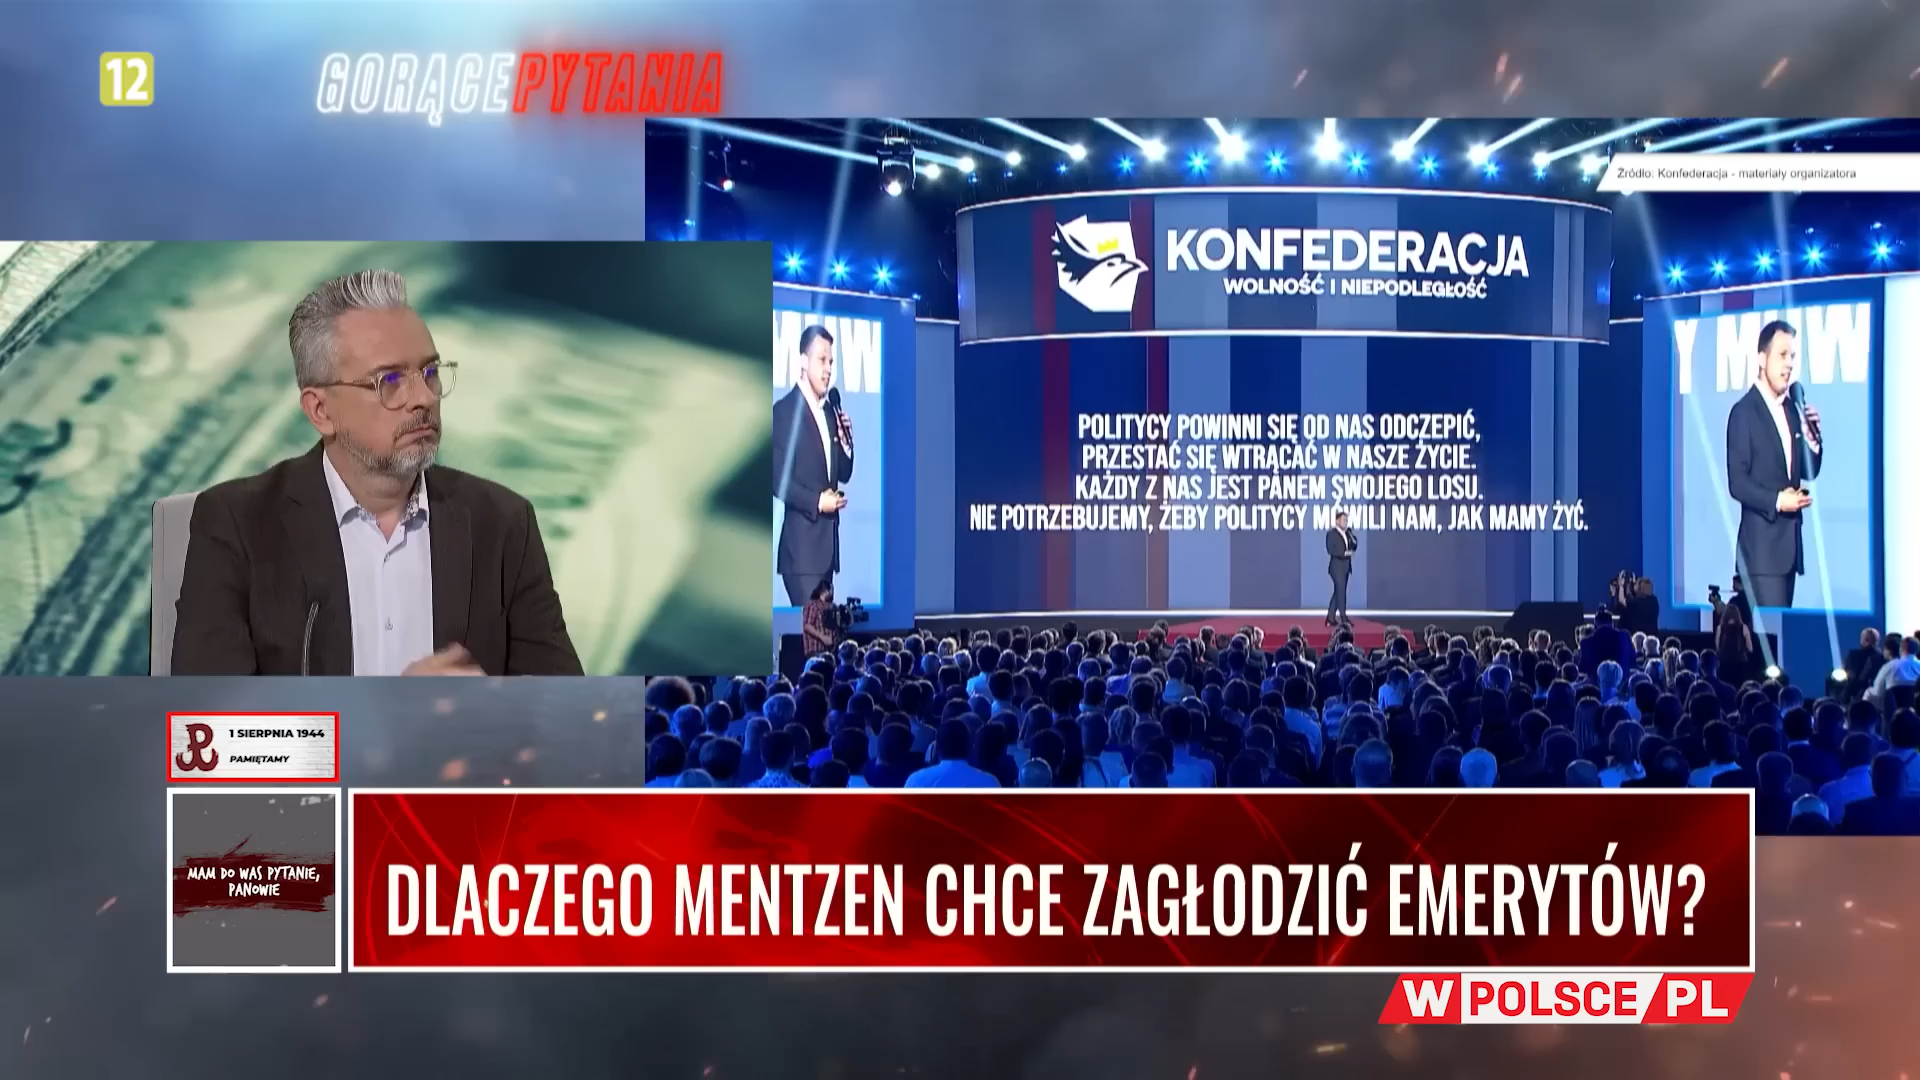 12
GORĄCE PYTANIA
Źródło: Konfederacja - materiały organizatora
KONFEDERACJA
WOLNOŚĆ I NIEPODLEGŁOŚĆ
Y MÓW
POLITYCY POWINNI SIĘ OD NAS ODCZEPIĆ,
PRZESTAĆ SIĘ WTRĄCAĆ W NASZE ŻYCIE.
KAŻDY Z NAS JEST PANEM SWOJEGO LOSU.
NIE POTRZEBUJEMY, ŻEBY POLITYCY MÓWILI NAM, JAK MAMY ŻYĆ.
1 SIERPNIA 1944
PAMIĘTAMY
MAM DO WAS PYTANIE,
PANOWIE
DLACZEGO MENTZEN CHCE ZAGŁODZIĆ EMERYTÓW?
WPOLSCE/PL